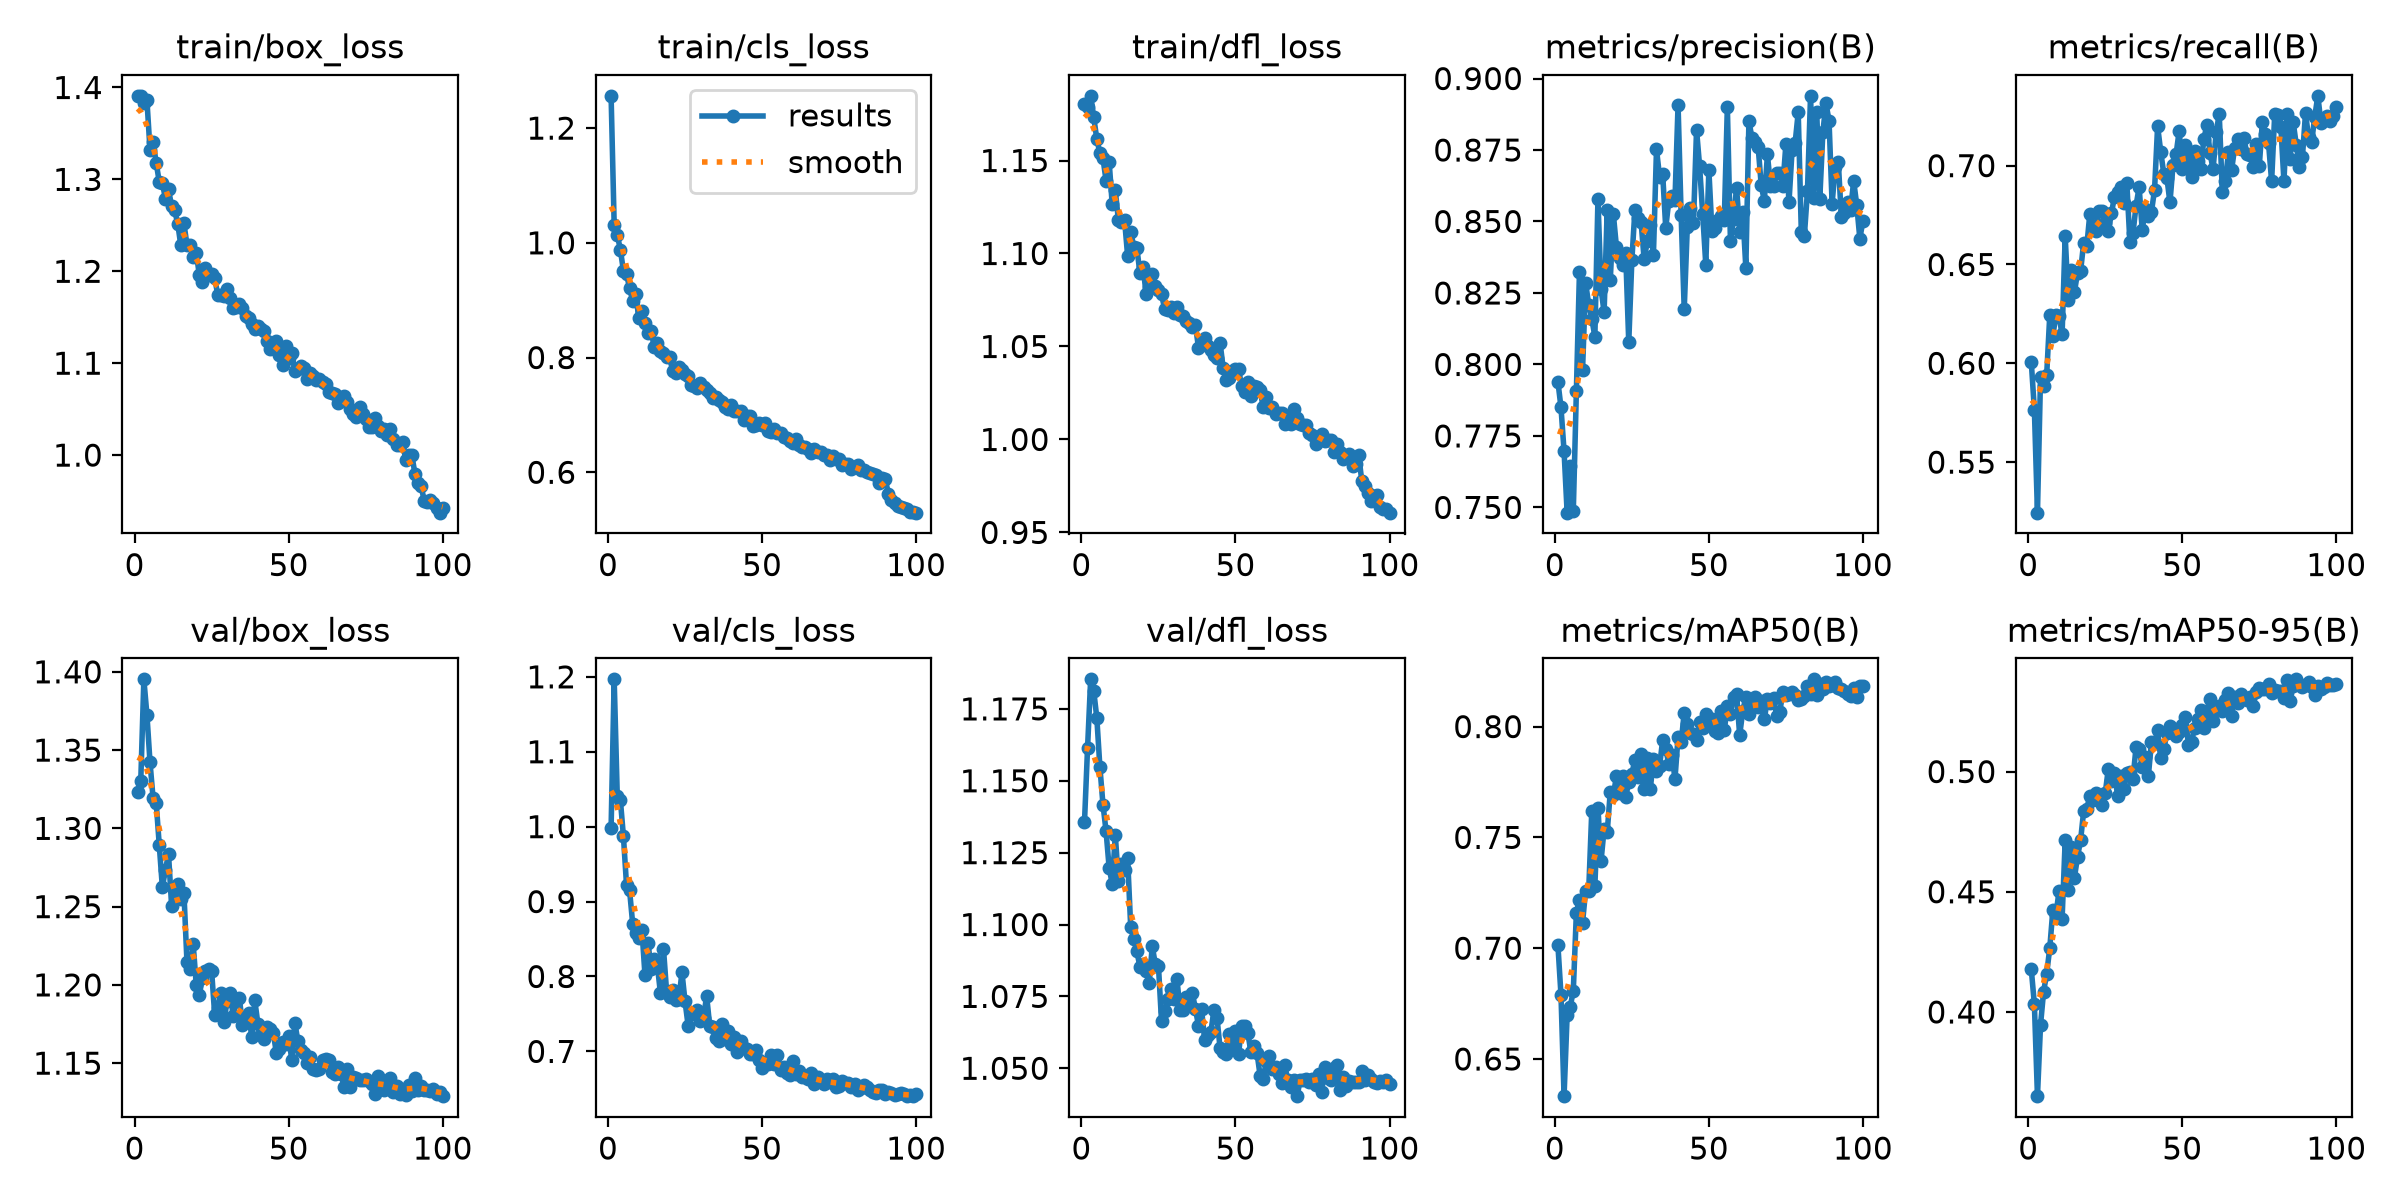 train/box_loss
1.4
1.3
1.2
1.1
1.0
0 50 100
train/cls_loss
results
smooth
1.2
1.0
0.8
0.6
0 50 100
train/dfl_loss
1.15
1.10
1.05
1.00
0.95
0 50 100
metrics/precision(B)
0.900
0.875
0.850
0.825
0.800
0.775
0.750
0 50 100
metrics/recall(B)
0.70
0.65
0.60
0.55
0 50 100
val/box_loss
1.40
1.35
1.30
1.25
1.20
1.15
0 50 100
val/cls_loss
1.2
1.1
1.0
0.9
0.8
0.7
0 50 100
val/dfl_loss
1.175
1.150
1.125
1.100
1.075
1.050
0 50 100
metrics/mAP50(B)
0.80
0.75
0.70
0.65
0 50 100
metrics/mAP50-95(B)
0.50
0.45
0.40
0 50 100